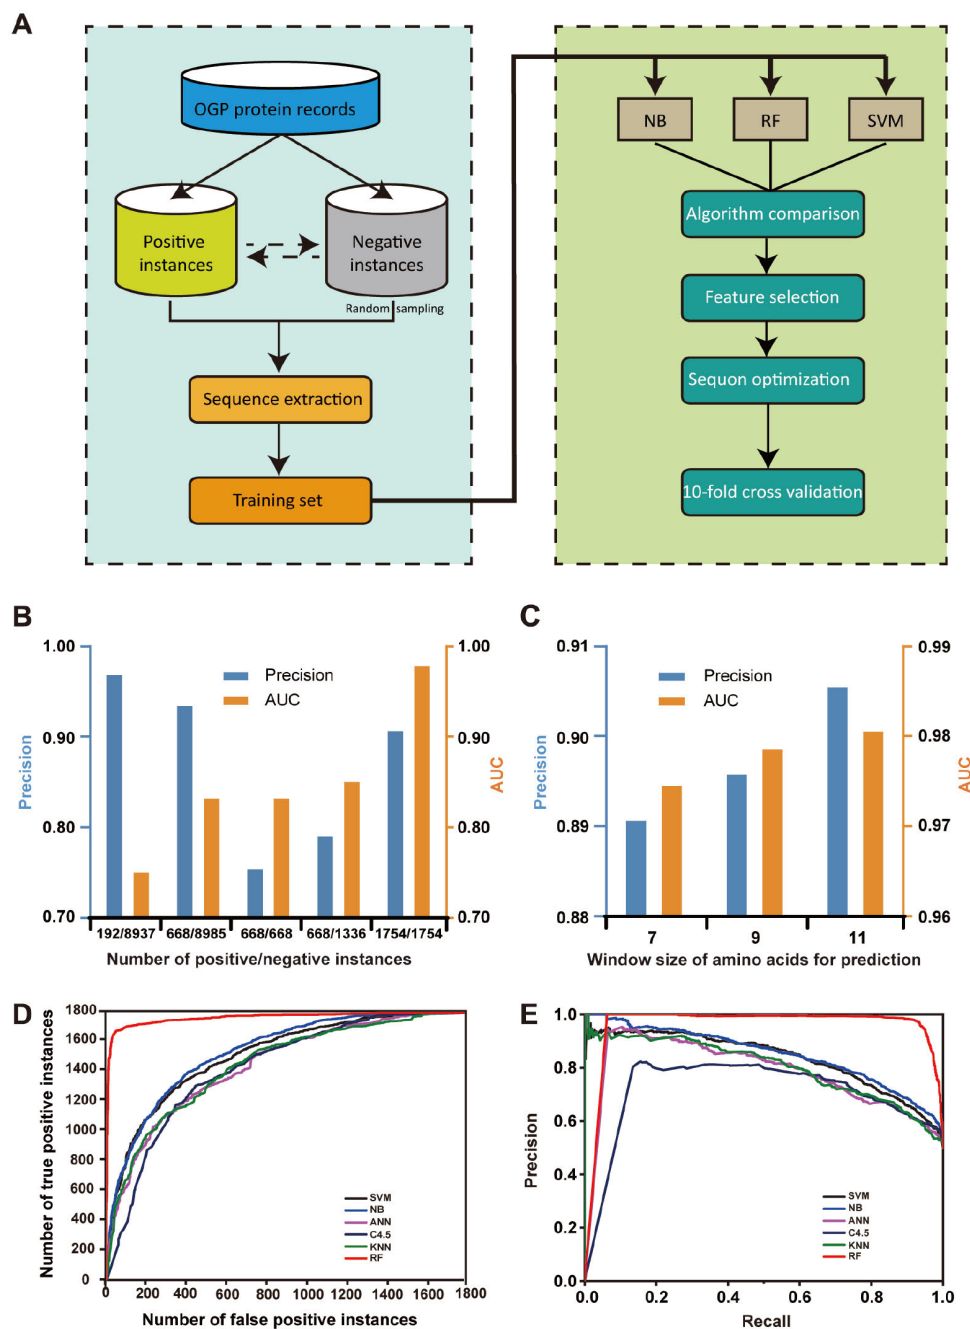 A
OGP protein records
Positive
instances
Negative
instances
Random sampling
Sequence extraction
Training set
NB
RF
SVM
Algorithm comparison
Feature selection
Sequon optimization
10-fold cross validation
B
1.00
0.90
0.80
0.70
Precision
Precision
AUC
1.00
0.90
0.80
0.70
AUC
192/8937
668/8985
668/668
668/1336
1754/1754
Number of positive/negative instances
C
0.91
0.90
0.89
0.88
Precision
Precision
AUC
0.99
0.98
0.97
0.96
AUC
7
9
11
Window size of amino acids for prediction
D
1800
1600
1400
1200
1000
800
600
400
200
0
Number of true positive instances
SVM
NB
ANN
C4.5
KNN
RF
0
200
400
600
800
1000
1200
1400
1600
1800
Number of false positive instances
E
1.0
0.8
0.6
0.4
0.2
0.0
Precision
SVM
NB
ANN
C4.5
KNN
RF
0.0
0.2
0.4
0.6
0.8
1.0
Recall